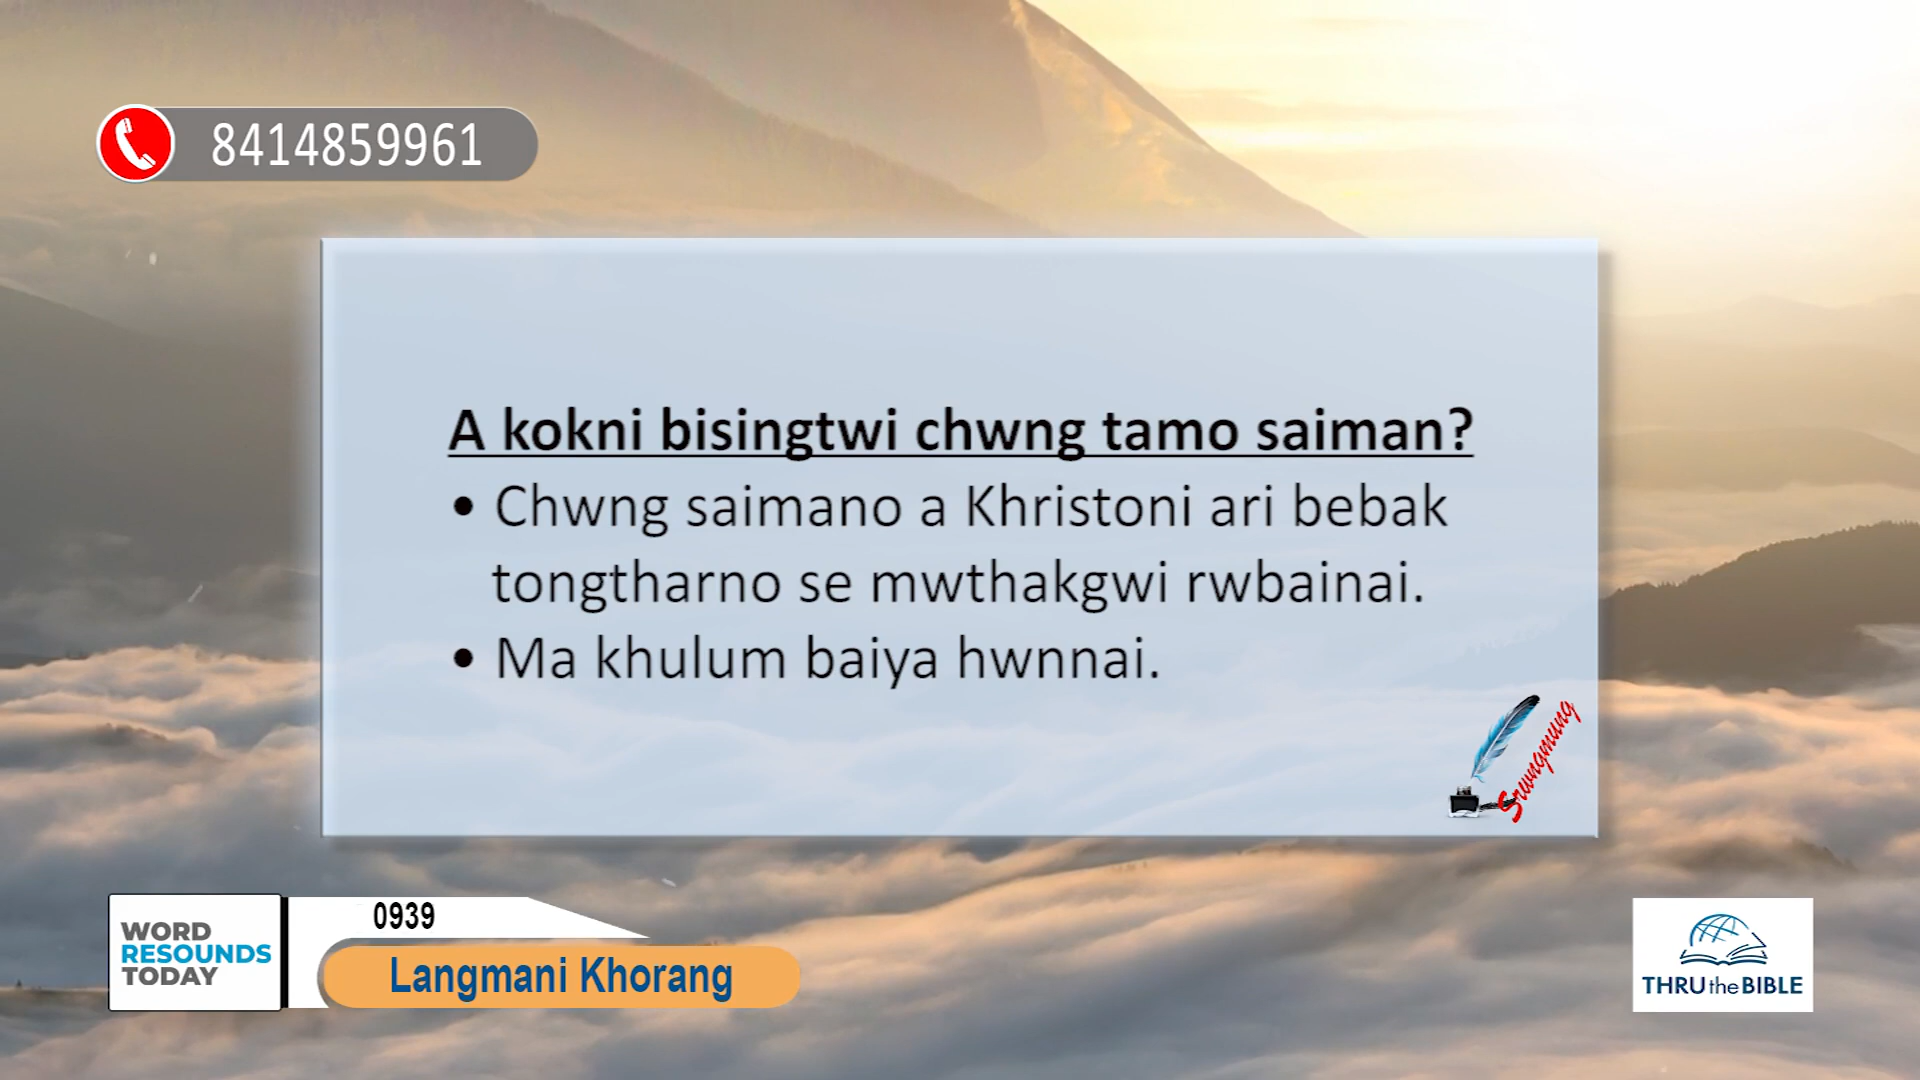 8414859961
A kokni bisingtwi chwng tamo saiman?
• Chwng saimano a Khristoni ari bebak
tongtharno se mwthakgwi rwbainai.
• Ma khulum baiya hwnnai.
Srwngmung
WORD
RESOUNDS
TODAY
0939
Langmani Khorang
THRU the BIBLE